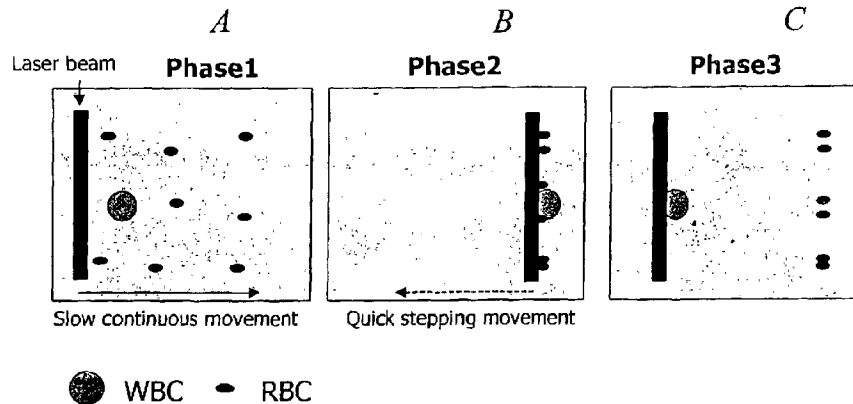 A B C
Phase1 Phase2 Phase3
Laser beam
Slow continuous movement Quick stepping movement
WBC RBC